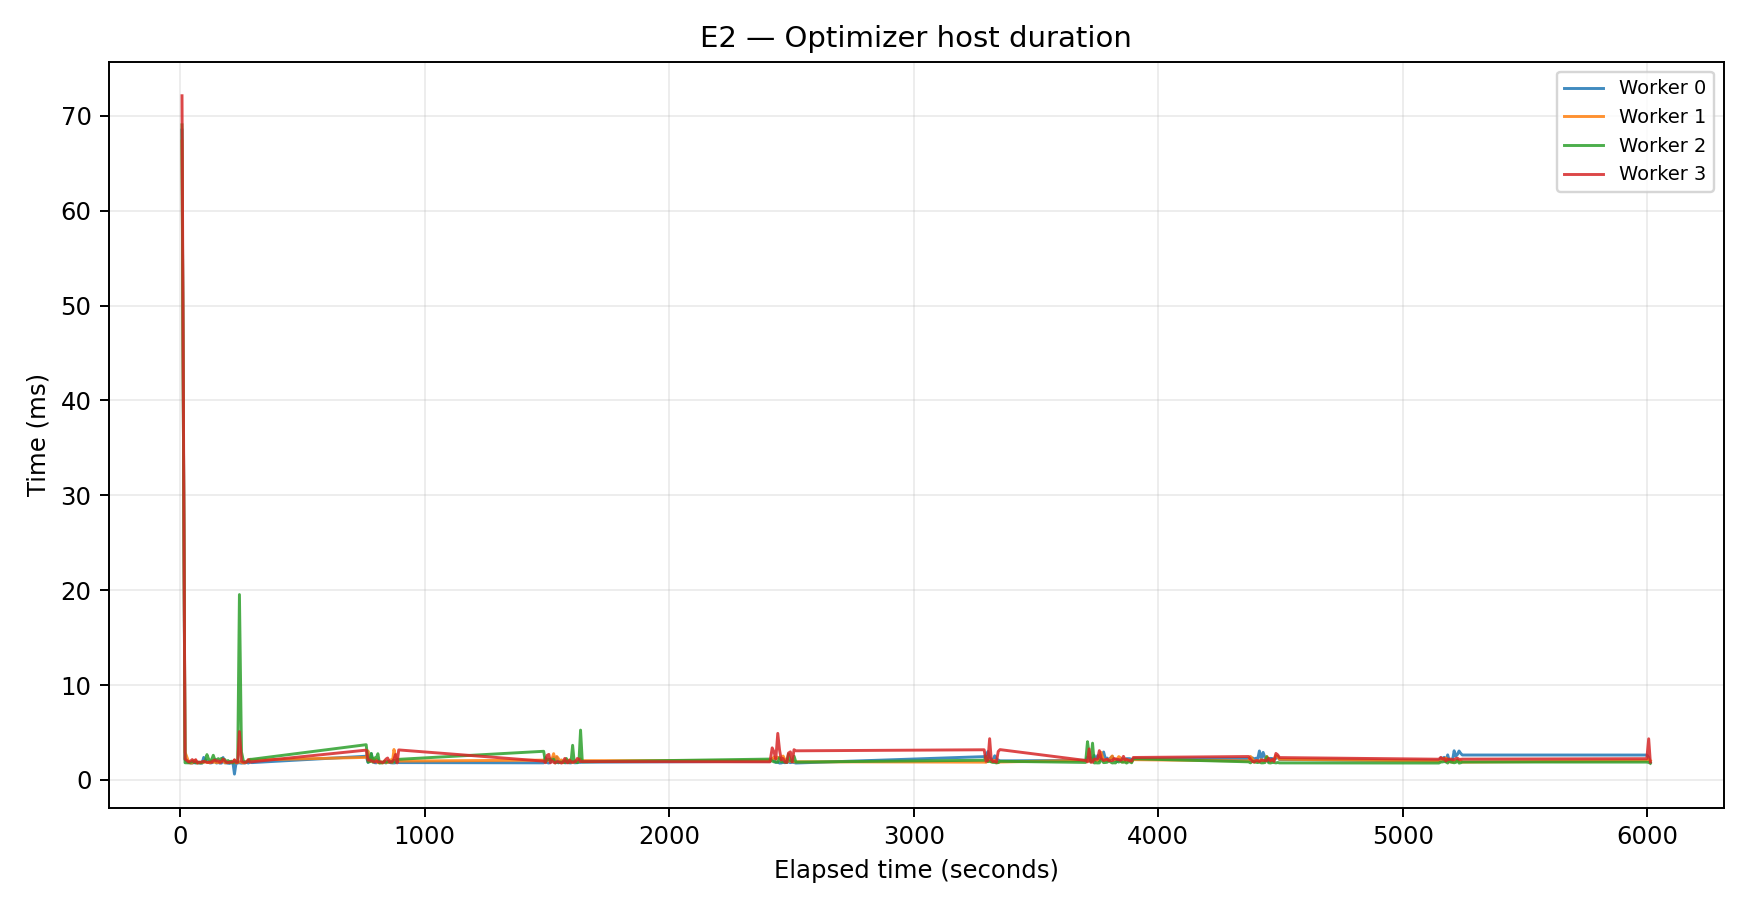 E2 — Optimizer host duration
Worker 0
Worker 1
Worker 2
Worker 3
Time (ms)
70
60
50
40
30
20
10
0
0 1000 2000 3000 4000 5000 6000
Elapsed time (seconds)